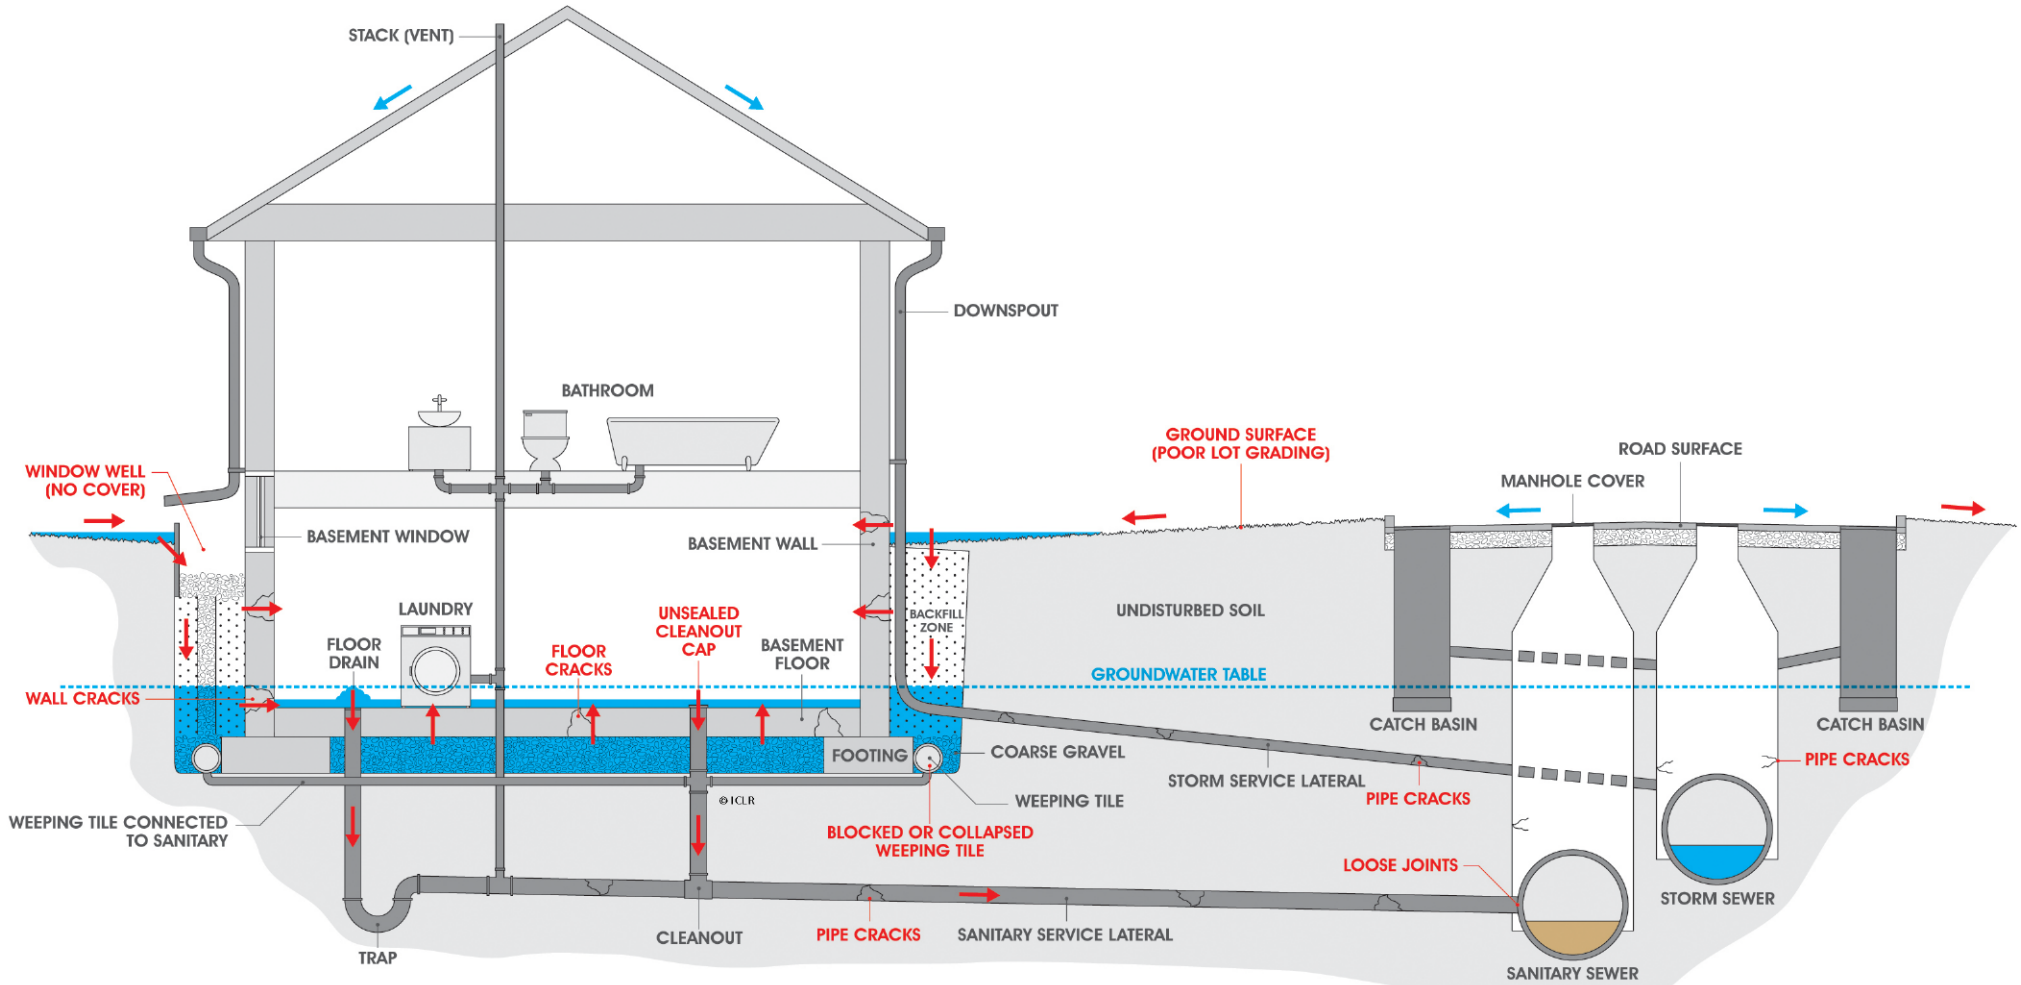 STACK (VENT)
DOWNSPOUT
BATHROOM
GROUND SURFACE
(POOR LOT GRADING)
ROAD SURFACE
MANHOLE COVER
WINDOW WELL
(NO COVER)
BASEMENT WINDOW
BASEMENT WALL
LAUNDRY
UNSEALED
CLEANOUT
CAP
BACKFILL
ZONE
UNDISTURBED SOIL
FLOOR
DRAIN
FLOOR
CRACKS
BASEMENT
FLOOR
GROUNDWATER TABLE
WALL CRACKS
CATCH BASIN
CATCH BASIN
FOOTING
COARSE GRAVEL
STORM SERVICE LATERAL
PIPE CRACKS
PIPE CRACKS
© ICLR
WEEPING TILE
WEEPING TILE CONNECTED
TO SANITARY
BLOCKED OR COLLAPSED
WEEPING TILE
LOOSE JOINTS
STORM SEWER
CLEANOUT
PIPE CRACKS
SANITARY SERVICE LATERAL
TRAP
SANITARY SEWER